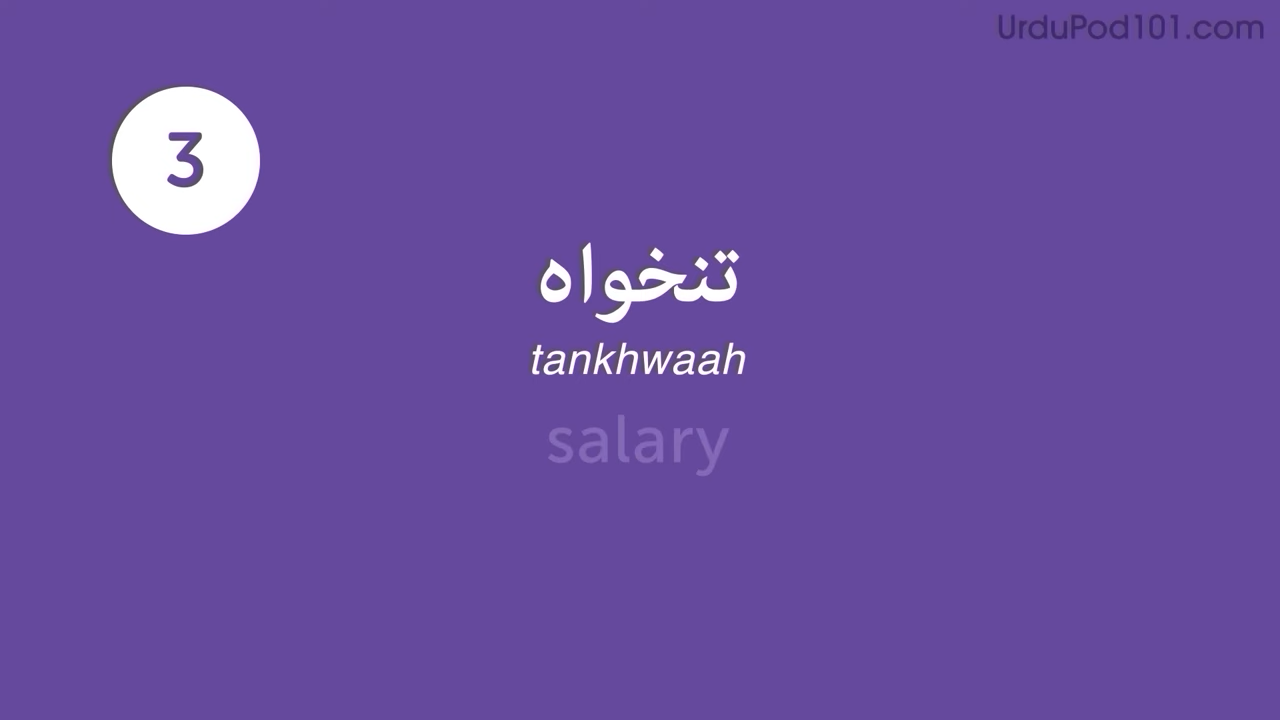 UrduPod101.com
3
تنخواہ
tankhwaah
salary